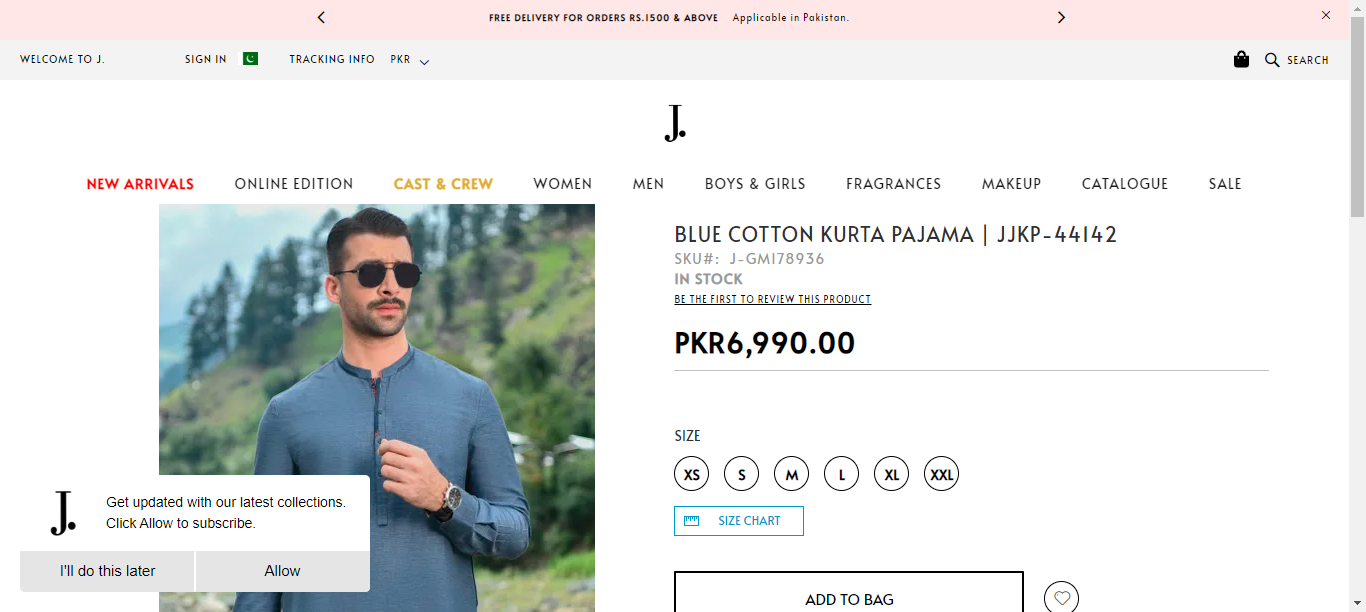 FREE DELIVERY FOR ORDERS RS.1500 & ABOVE Applicable in Pakistan.
WELCOME TO J. SIGN IN TRACKING INFO PKR SEARCH
J.
NEW ARRIVALS ONLINE EDITION CAST & CREW WOMEN MEN BOYS & GIRLS FRAGRANCES MAKEUP CATALOGUE SALE
BLUE COTTON KURTA PAJAMA | JJKP-44142
SKU#: J-GM178936
IN STOCK
BE THE FIRST TO REVIEW THIS PRODUCT
PKR6,990.00
SIZE
XS S M L XL XXL
SIZE CHART
ADD TO BAG
J.
Get updated with our latest collections.
Click Allow to subscribe.
I'll do this later Allow